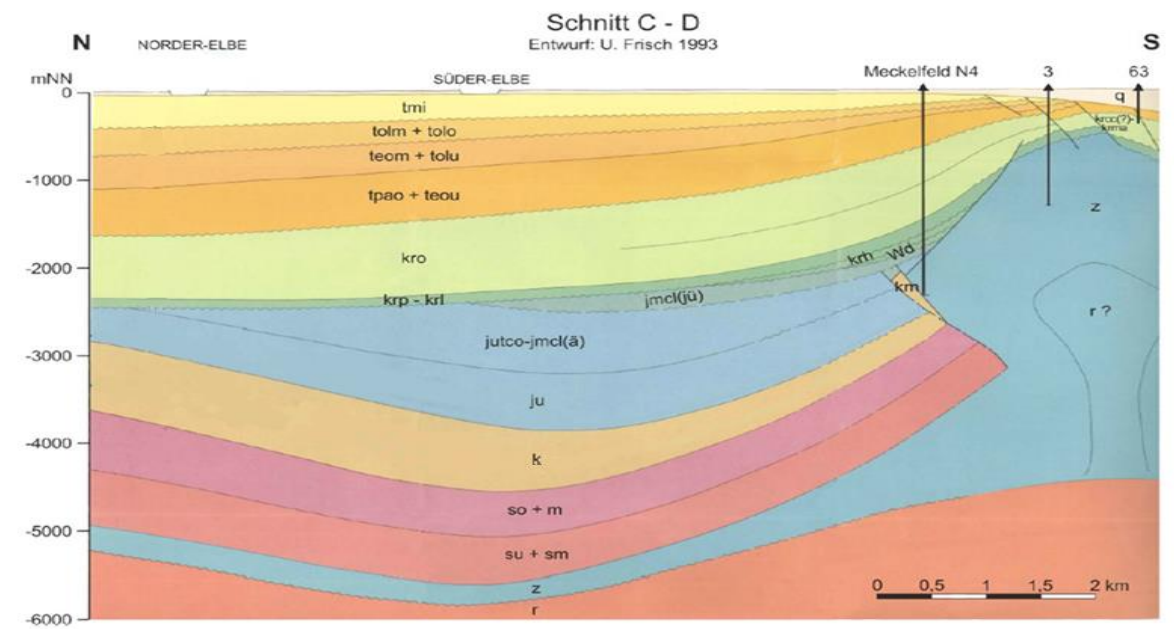 Schnitt C - D
Entwurf: U. Frisch 1993
N
S
NORDER-ELBE
SÜDER-ELBE
Meckelfeld N4
3
63
mNN
0
-1000
-2000
-3000
-4000
-5000
-6000
q
tmi
tolm + tolo
teom + tolu
tpao + teou
kro
krp - krl
krh
Wd
jmcl(jü)
km
jutco-jmcl(ä)
ju
k
so + m
su + sm
z
r
z
r ?
0 0,5 1 1,5 2 km